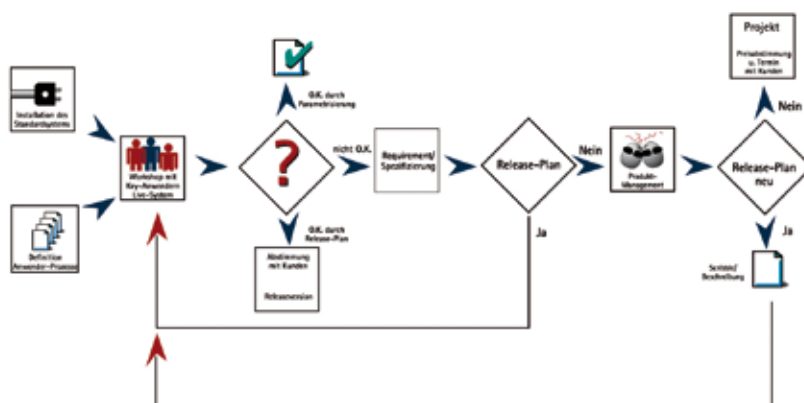 Installation des
Standardsystems
Definition
Anwender-Prozesse
Workshop mit
Key-Anwendern
Live-System
O.K. durch
Parametrisierung
?
nicht O.K.
O.K. durch
Release-Plan
Abstimmung
mit Kunden
Releaseversion
Requirement/
Spezifizierung
Release-Plan
Nein
Ja
Produkt-
Management
Projekt
Preisabstimmung
u. Termin
mit Kunden
Nein
Release-Plan
neu
Ja
Beschreibung